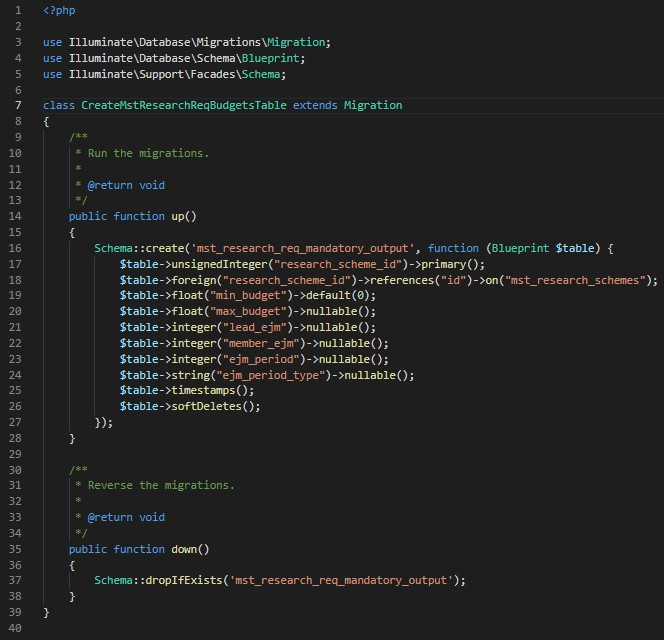 1 <?php
2
3 use Illuminate\Database\Migrations\Migration;
4 use Illuminate\Database\Schema\Blueprint;
5 use Illuminate\Support\Facades\Schema;
6
7 class CreateMstResearchReqBudgetsTable extends Migration
8 {
9     /**
10      * Run the migrations.
11      *
12      * @return void
13      */
14     public function up()
15     {
16         Schema::create('mst_research_req_mandatory_output', function (Blueprint $table) {
17             $table->unsignedInteger("research_scheme_id")->primary();
18             $table->foreign("research_scheme_id")->references("id")->on("mst_research_schemes");
19             $table->float("min_budget")->default(0);
20             $table->float("max_budget")->nullable();
21             $table->integer("lead_ejm")->nullable();
22             $table->integer("member_ejm")->nullable();
23             $table->integer("ejm_period")->nullable();
24             $table->string("ejm_period_type")->nullable();
25             $table->timestamps();
26             $table->softDeletes();
27         });
28     }
29
30     /**
31      * Reverse the migrations.
32      *
33      * @return void
34      */
35     public function down()
36     {
37         Schema::dropIfExists('mst_research_req_mandatory_output');
38     }
39 }
40